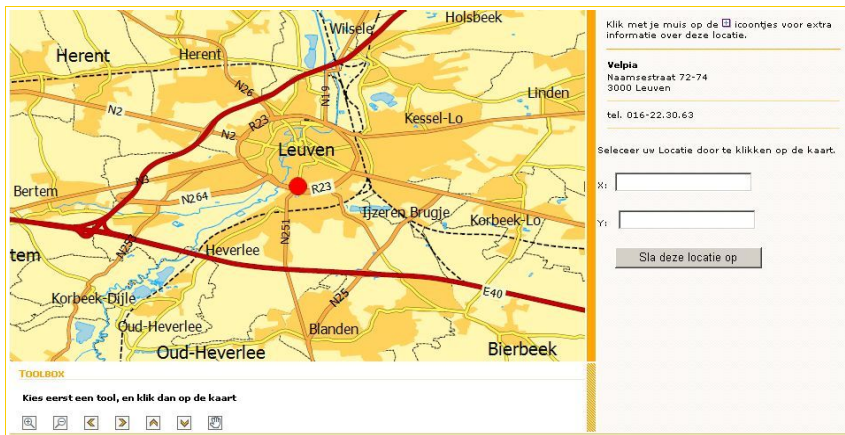 Holsbeek
Wilsele
Herent
Herent
Linden
N26
N19
N2
Kessel-Lo
R23
N2
Leuven
N3
Bertem
N264
R23
Ijzeren Brugje
Korbeek-Lo
N251
N253
tem
Heverlee
E40
Korbeek-Dijle
N25
Oud-Heverlee
Blanden
Oud-Heverlee
Bierbeek
Klik met je muis op de icoontjes voor extra
informatie over deze locatie.
Velpia
Naamsestraat 72-74
3000 Leuven
tel. 016-22.30.63
Seleceer uw Locatie door te klikken op de kaart.
X:
Y:
Sla deze locatie op
TOOLBOX
Kies eerst een tool, en klik dan op de kaart